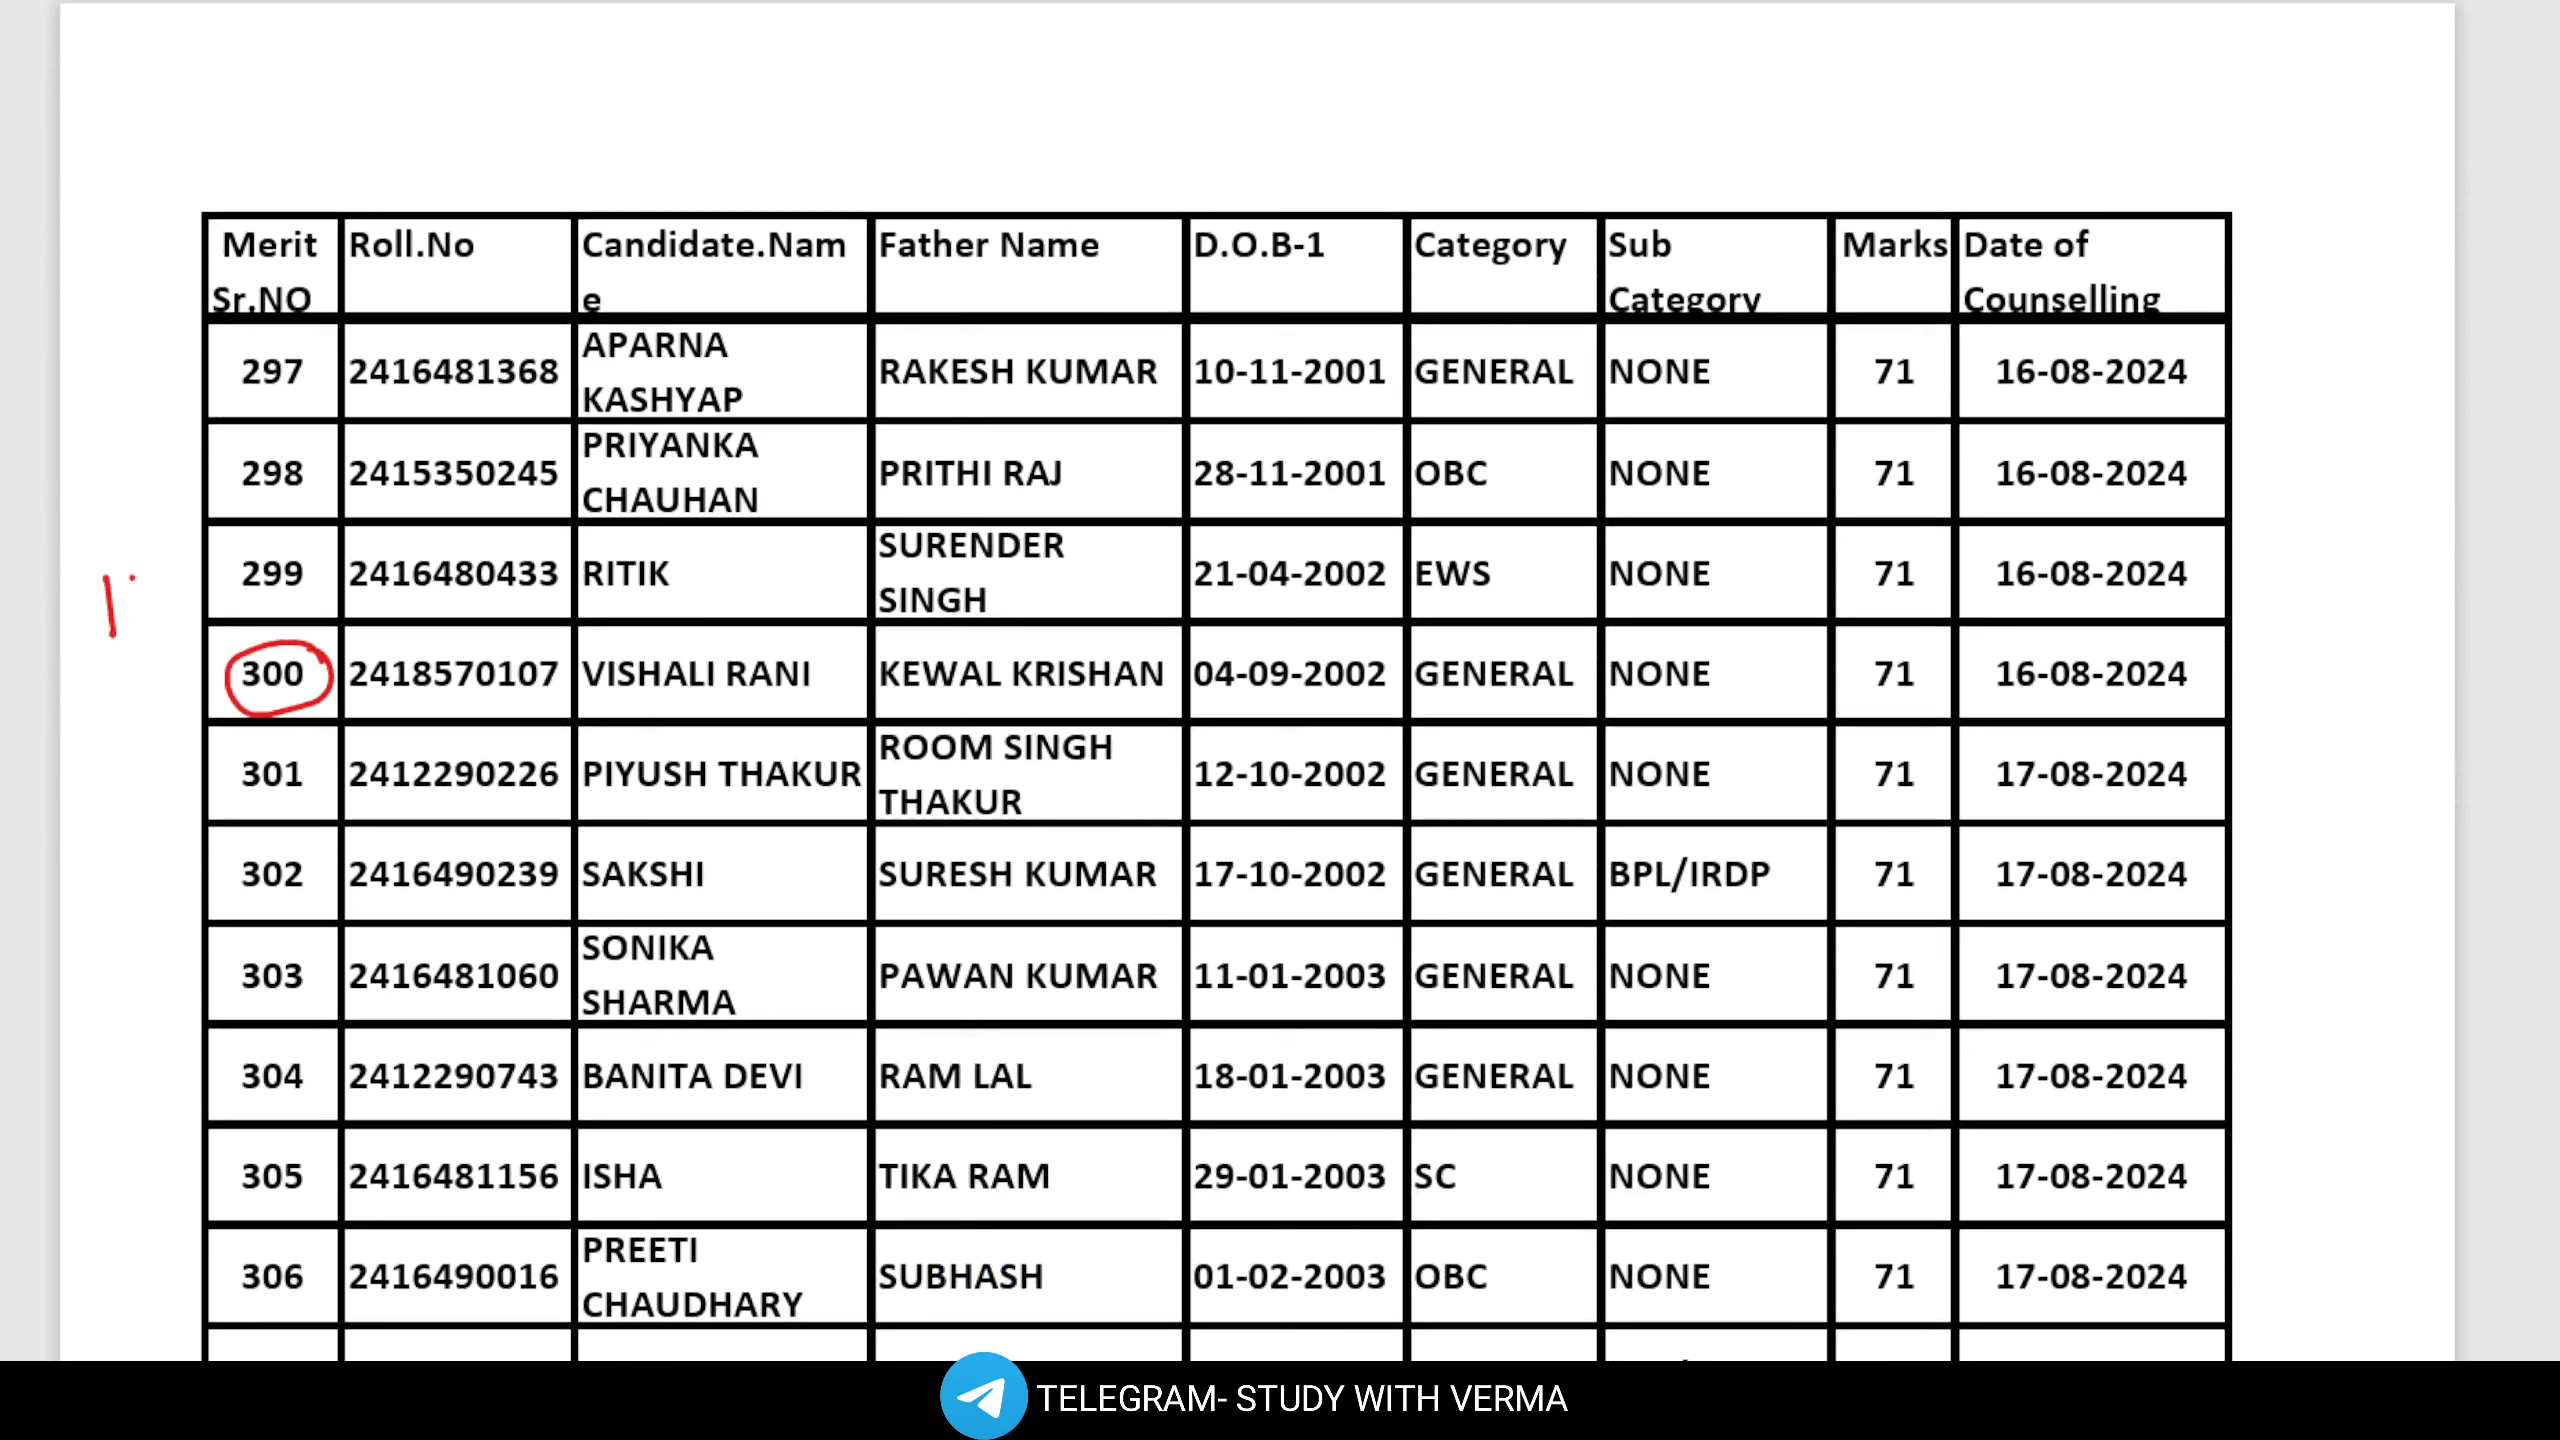 Merit Sr.NO Roll.No Candidate.Name Father Name D.O.B-1 Category Sub Category Marks Date of Counselling
297 2416481368 APARNA KASHYAP RAKESH KUMAR 10-11-2001 GENERAL NONE 71 16-08-2024
298 2415350245 PRIYANKA CHAUHAN PRITHI RAJ 28-11-2001 OBC NONE 71 16-08-2024
299 2416480433 RITIK SURENDER SINGH 21-04-2002 EWS NONE 71 16-08-2024
300 2418570107 VISHALI RANI KEWAL KRISHAN 04-09-2002 GENERAL NONE 71 16-08-2024
301 2412290226 PIYUSH THAKUR ROOM SINGH THAKUR 12-10-2002 GENERAL NONE 71 17-08-2024
302 2416490239 SAKSHI SURESH KUMAR 17-10-2002 GENERAL BPL/IRDP 71 17-08-2024
303 2416481060 SONIKA SHARMA PAWAN KUMAR 11-01-2003 GENERAL NONE 71 17-08-2024
304 2412290743 BANITA DEVI RAM LAL 18-01-2003 GENERAL NONE 71 17-08-2024
305 2416481156 ISHA TIKA RAM 29-01-2003 SC NONE 71 17-08-2024
306 2416490016 PREETI CHAUDHARY SUBHASH 01-02-2003 OBC NONE 71 17-08-2024
TELEGRAM- STUDY WITH VERMA